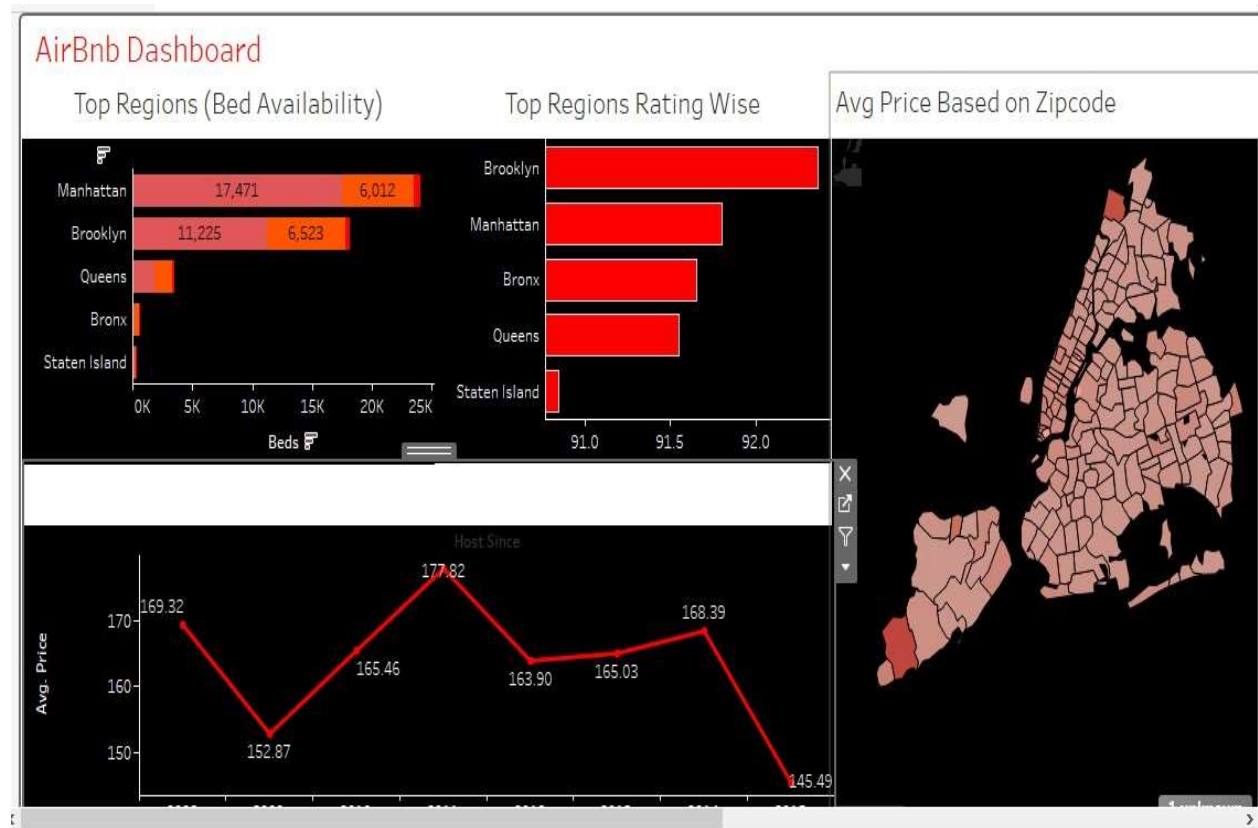 AirBnb Dashboard
Top Regions (Bed Availability)
Manhattan
17,471
6,012
Brooklyn
11,225
6,523
Queens
Bronx
Staten Island
0K
5K
10K
15K
20K
25K
Beds
Top Regions Rating Wise
Brooklyn
Manhattan
Bronx
Queens
Staten Island
91.0
91.5
92.0
Avg Price Based on Zipcode
Host Since
Avg. Price
170
160
150
169.32
152.87
165.46
177.82
163.90
165.03
168.39
145.49